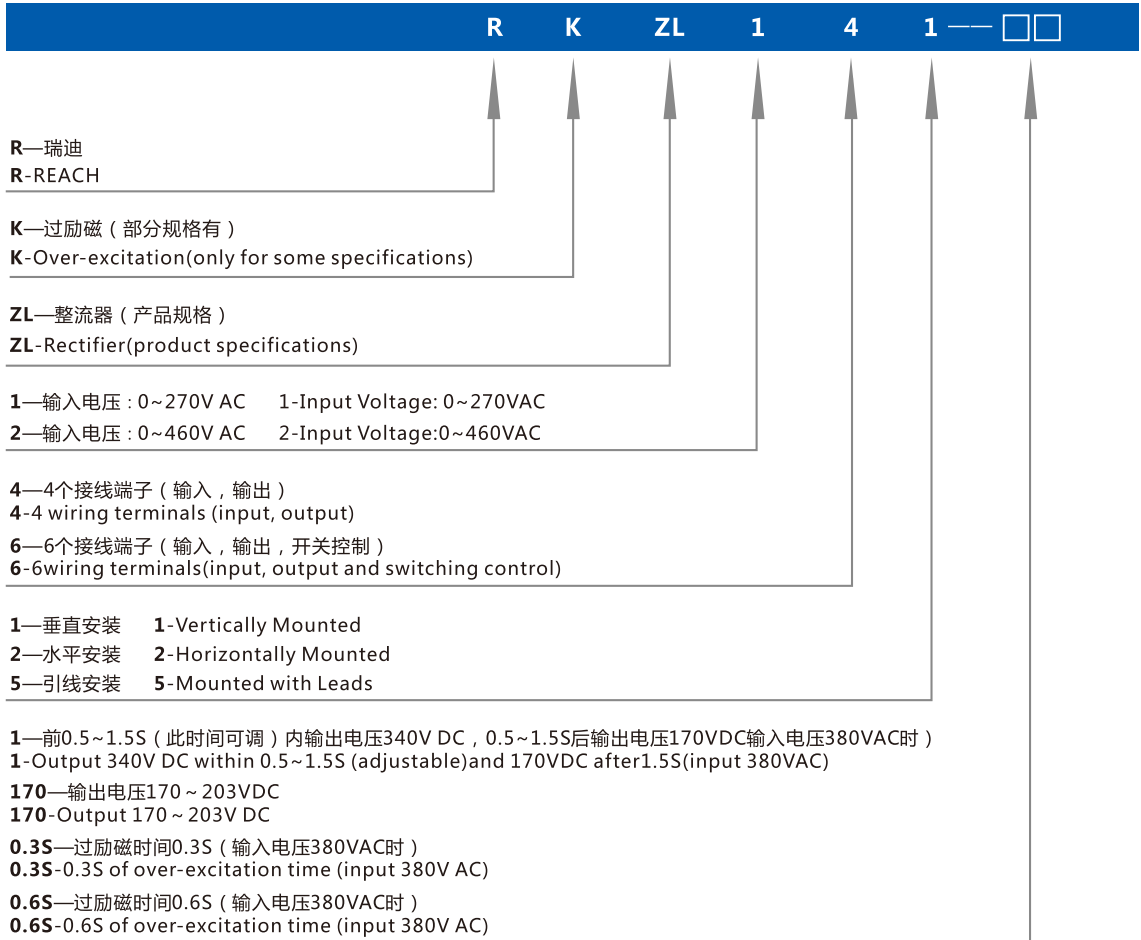 R K ZL 1 4 1 —— □□
R—瑞迪
R-REACH
K—过励磁（部分规格有）
K-Over-excitation(only for some specifications)
ZL—整流器（产品规格）
ZL-Rectifier(product specifications)
1—输入电压：0~270V AC 1-Input Voltage: 0~270VAC
2—输入电压：0~460V AC 2-Input Voltage:0~460VAC
4—4个接线端子（输入，输出）
4-4 wiring terminals (input, output)
6—6个接线端子（输入，输出，开关控制）
6-6wiring terminals(input, output and switching control)
1—垂直安装 1-Vertically Mounted
2—水平安装 2-Horizontally Mounted
5—引线安装 5-Mounted with Leads
1—前0.5~1.5S（此时间可调）内输出电压340V DC，0.5~1.5S后输出电压170VDC输入电压380VAC时）
1-Output 340V DC within 0.5~1.5S (adjustable)and 170VDC after1.5S(input 380VAC)
170—输出电压170～203VDC
170-Output 170～203V DC
0.3S—过励磁时间0.3S（输入电压380VAC时）
0.3S-0.3S of over-excitation time (input 380V AC)
0.6S—过励磁时间0.6S（输入电压380VAC时）
0.6S-0.6S of over-excitation time (input 380V AC)